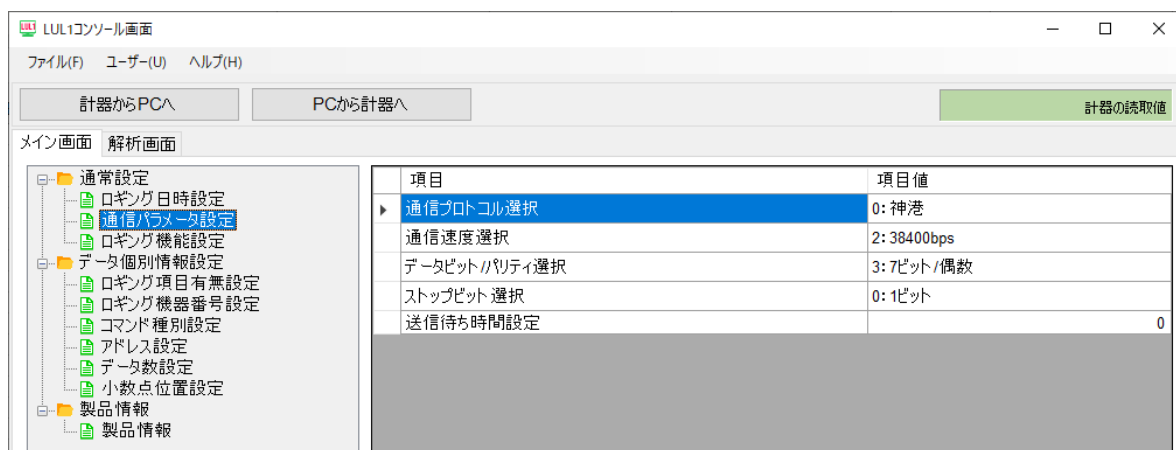 LUL1コンソール画面
ファイル(F) ユーザー(U) ヘルプ(H)
計器からPCへ PCから計器へ 計器の読取値
メイン画面 解析画面
通常設定
ロギング日時設定
通信パラメータ設定
ロギング機能設定
データ個別情報設定
ロギング項目有無設定
ロギング機器番号設定
コマンド種別設定
アドレス設定
データ数設定
小数点位置設定
製品情報
製品情報
項目 項目値
通信プロトコル選択 0:神港
通信速度選択 2:38400bps
データビット/パリティ選択 3:7ビット/偶数
ストップビット選択 0:1ビット
送信待ち時間設定 0